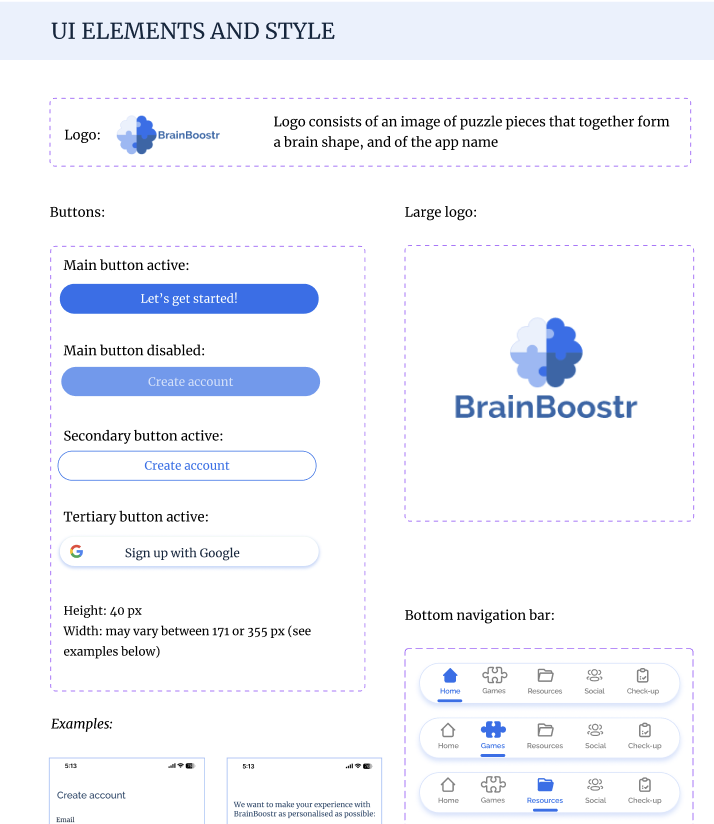 UI ELEMENTS AND STYLE
Logo:
BrainBoostr
Logo consists of an image of puzzle pieces that together form
a brain shape, and of the app name
Buttons:
Main button active:
Let's get started!
Main button disabled:
Create account
Secondary button active:
Create account
Tertiary button active:
Sign up with Google
Height: 40 px
Width: may vary between 171 or 355 px (see
examples below)
Examples:
5:13
Create account
Email
5:13
We want to make your experience with
BrainBoostr as personalised as possible:
Large logo:
BrainBoostr
Bottom navigation bar:
Home Games Resources Social Check-up
Home Games Resources Social Check-up
Home Games Resources Social Check-up